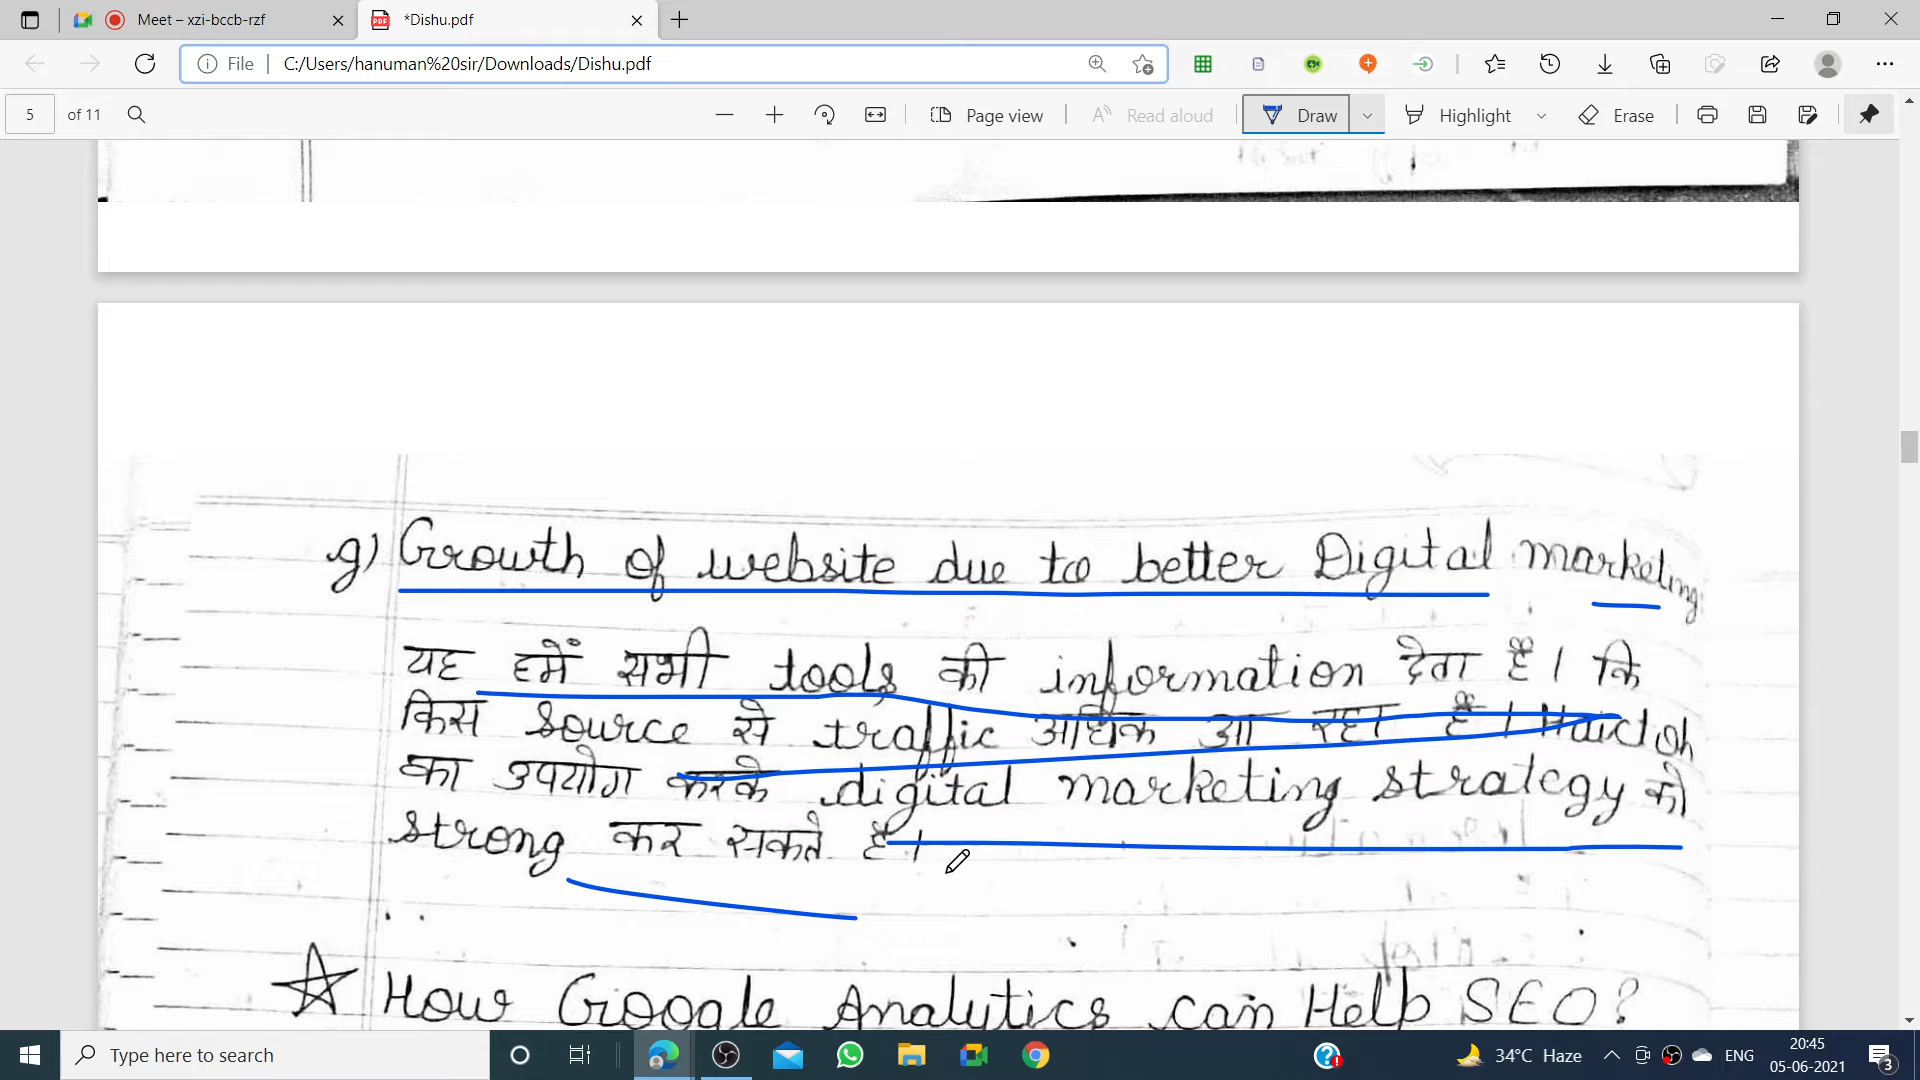 Meet – xzi-bccb-rzf
*Dishu.pdf
File
C:/Users/hanuman%20sir/Downloads/Dishu.pdf
5 of 11
Page view
Read aloud
Draw
Highlight
Erase
g) Growth of website due to better Digital marketing
यह हमें सभी tools की information देता है। कि
किस source से traffic अधिक आ रहा है।
का उपयोग करके digital marketing strategy को
strong कर सकते है।
How Google Analytics can Help SEO?
Type here to search
34°C Haze
ENG
20:45
05-06-2021
3